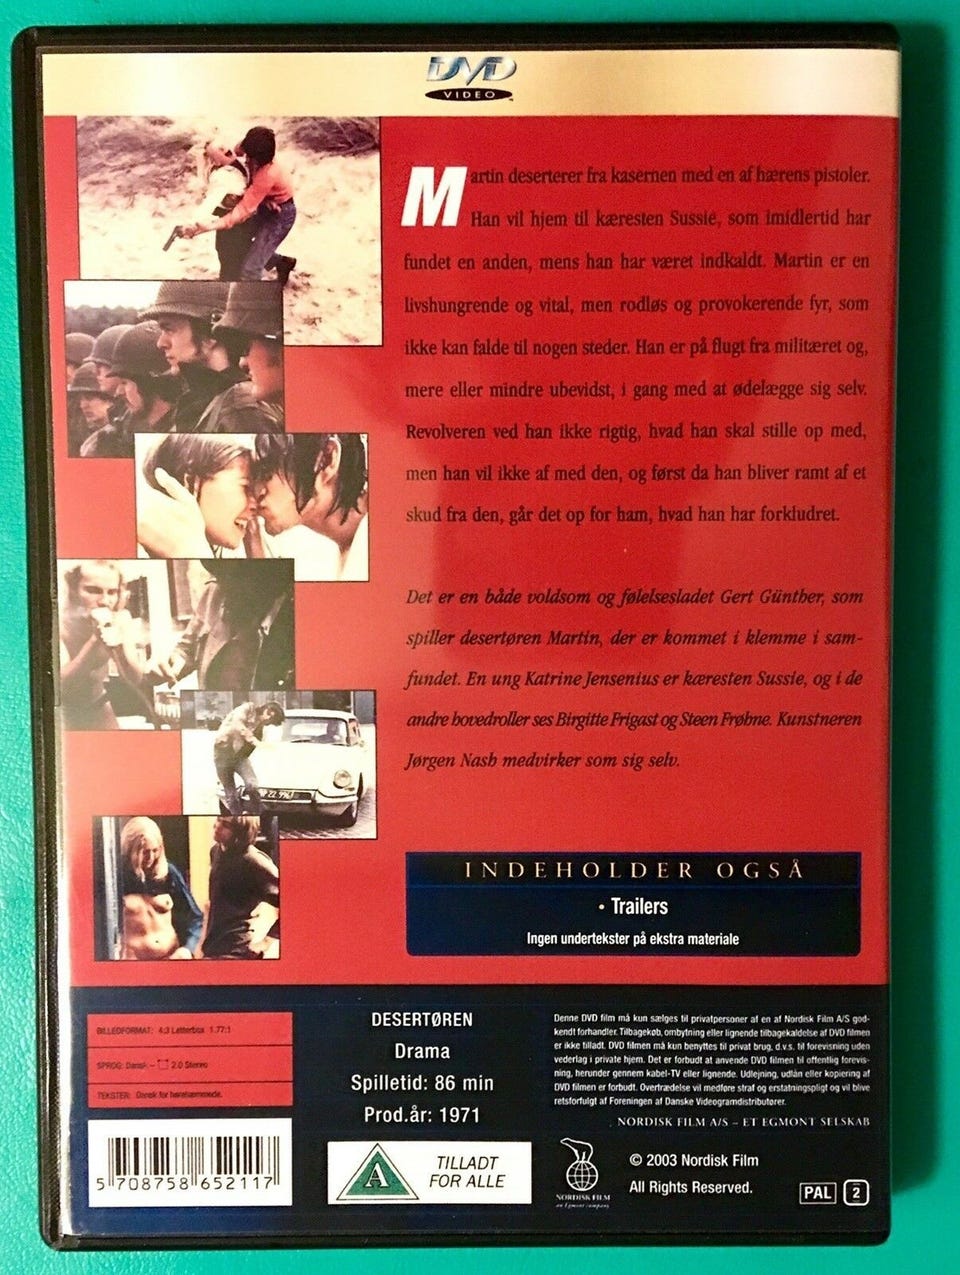 DVD
VIDEO
Martin deserterer fra kasernen med en af hærens pistoler.
Han vil hjem til kæresten Sussie, som imidlertid har
fundet en anden, mens han har været indkaldt. Martin er en
livshungrende og vital, men rodløs og provokerende fyr, som
ikke kan falde til nogen steder. Han er på flugt fra militæret og,
mere eller mindre ubevidst, i gang med at ødelægge sig selv.
Revolveren ved han ikke rigtig, hvad han skal stille op med,
men han vil ikke af med den, og først da han bliver ramt af et
skud fra den, går det op for ham, hvad han har forkludret.
Det er en både voldsom og følelsesladet Gert Günther, som
spiller desertøren Martin, der er kommet i klemme i sam-
fundet. En ung Katrine Jensenius er kæresten Sussie, og i de
andre hovedroller ses Birgitte Frigast og Steen Frøhne. Kunstneren
Jørgen Nash medvirker som sig selv.
INDEHOLDER OGSÅ
• Trailers
Ingen undertekster på ekstra materiale
BILLEDFORMAT: 4:3 Letterbox 1.77:1
SPROG: Dansk – 2.0 Stereo
TEKSTER: Dansk for hørehæmmede.
5 708758 652117
DESERTØREN
Drama
Spilletid: 86 min
Prod.år: 1971
A
TILLADT
FOR ALLE
Denne DVD film må kun sælges til privatpersoner af en af Nordisk Film A/S god-
kendt forhandler. Tilbagekøb, ombytning eller lignende tilbagekaldelse af DVD filmen
er ikke tilladt. DVD filmen må kun benyttes til privat brug, d.v.s. til forevisning uden
vederlag i private hjem. Det er forbudt at anvende DVD filmen til offentlig forevis-
ning, herunder gennem kabel-TV eller lignende. Udlejning, udlån eller kopiering af
DVD filmen er forbudt. Overtrædelse vil medføre straf og erstatningspligt og vil blive
retsforfulgt af Foreningen af Danske Videogramdistributører.
NORDISK FILM A/S – ET EGMONT SELSKAB
NORDISK FILM
an Egmont company
© 2003 Nordisk Film
All Rights Reserved.
PAL
2